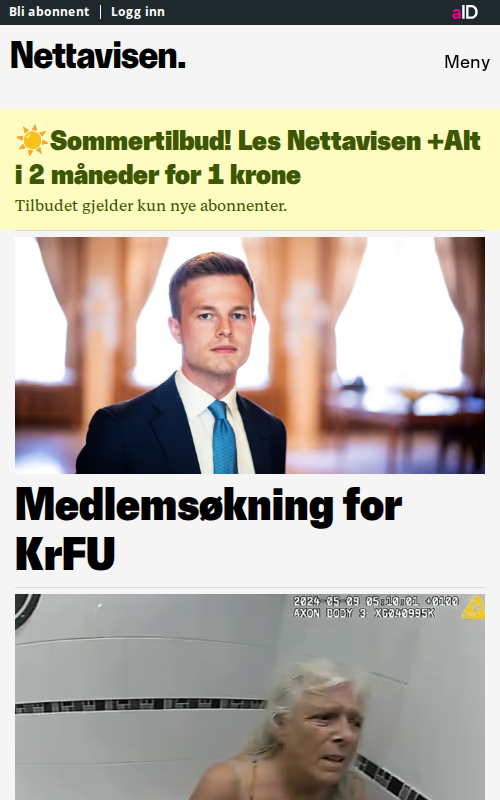 Bli abonnent | Logg inn
aID
Nettavisen.
Meny
☀️Sommertilbud! Les Nettavisen +Alt
i 2 måneder for 1 krone
Tilbudet gjelder kun nye abonnenter.
Medlemsøkning for
KrFU
2024-05-09 05:10:01 +0100
AXON BODY 3 X6040995K